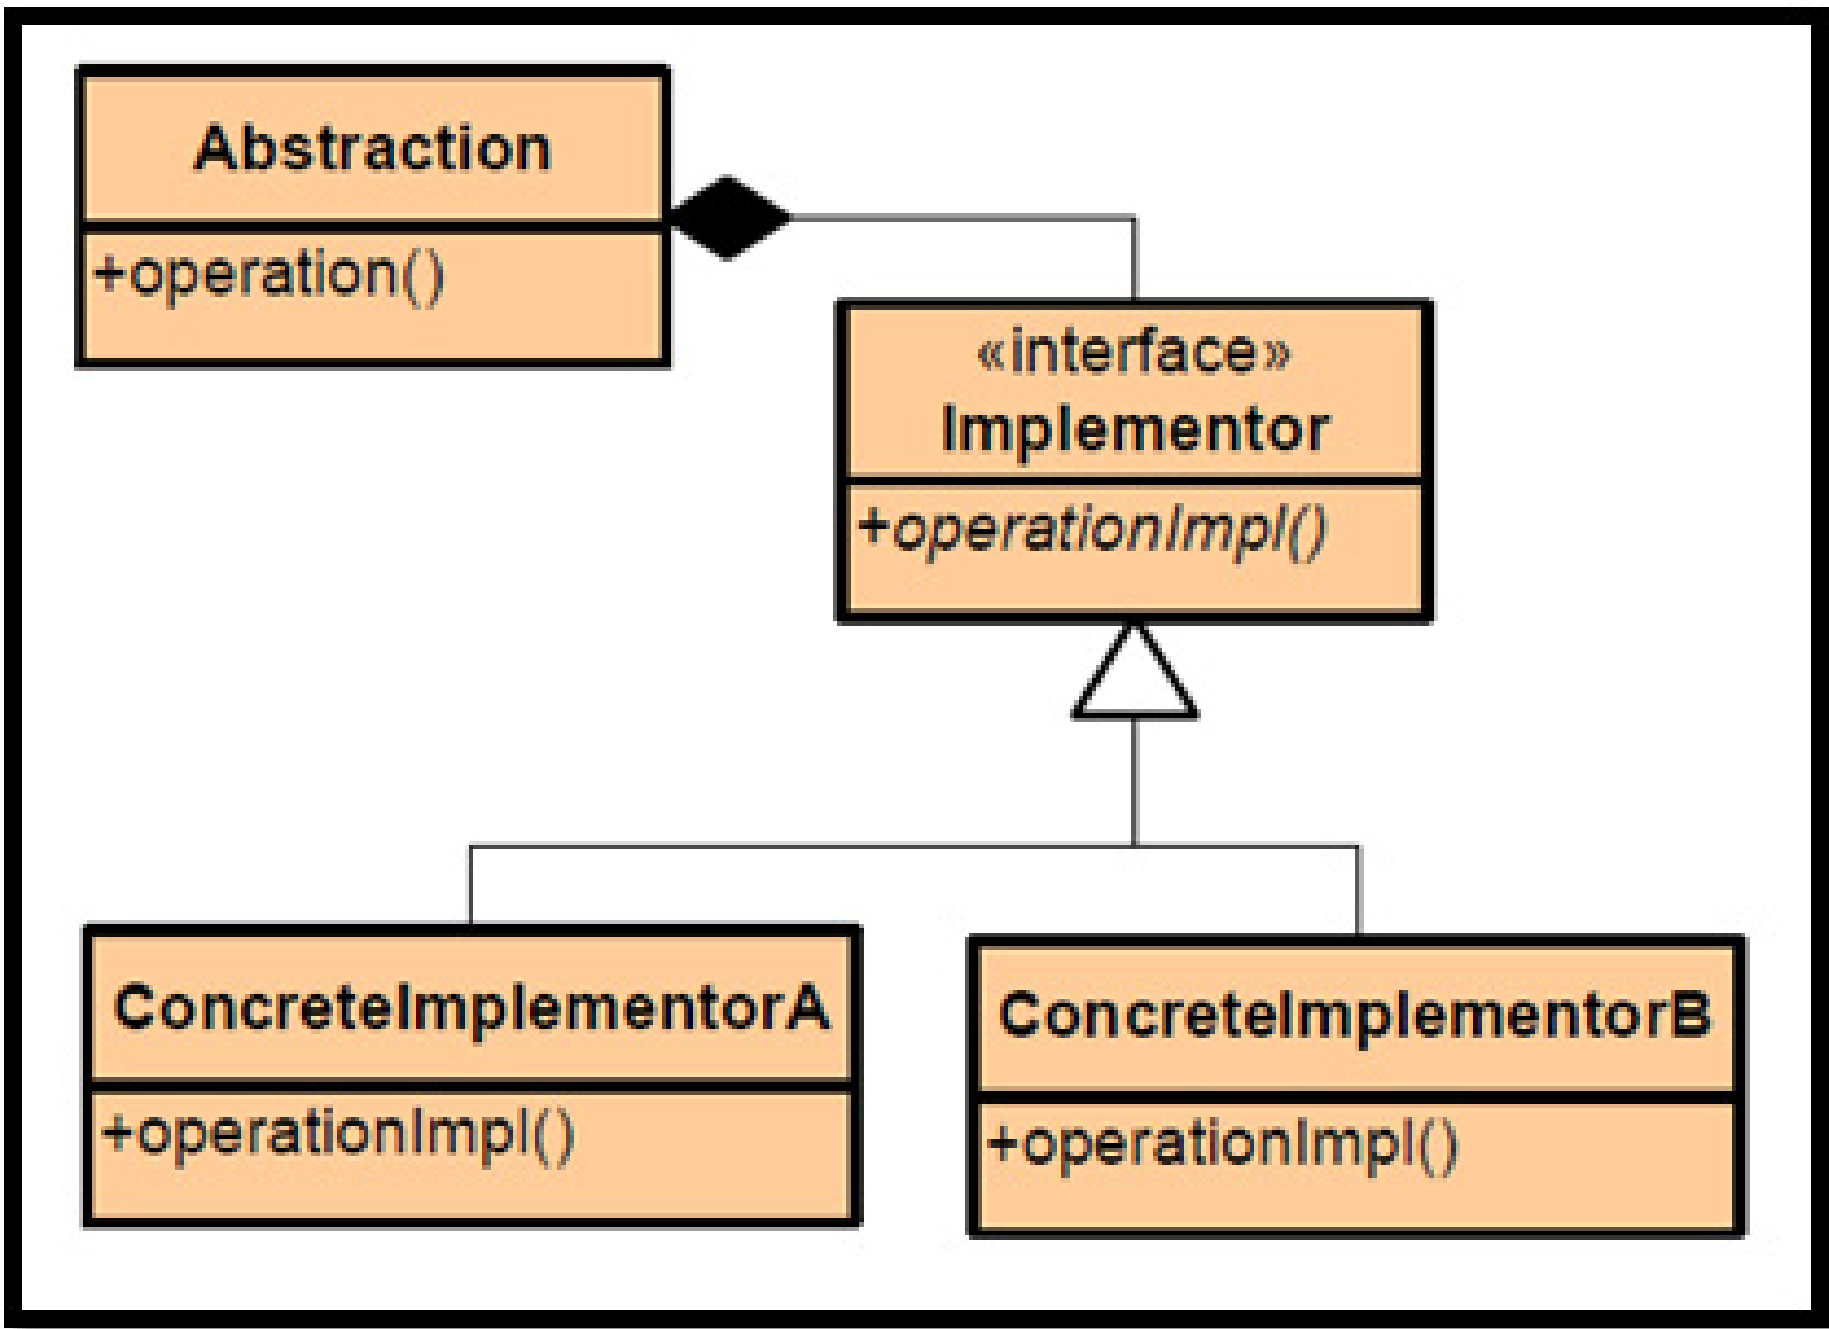 Abstraction
+operation()
«interface»
Implementor
+operationImpl()
ConcreteImplementorA
+operationImpl()
ConcreteImplementorB
+operationImpl()